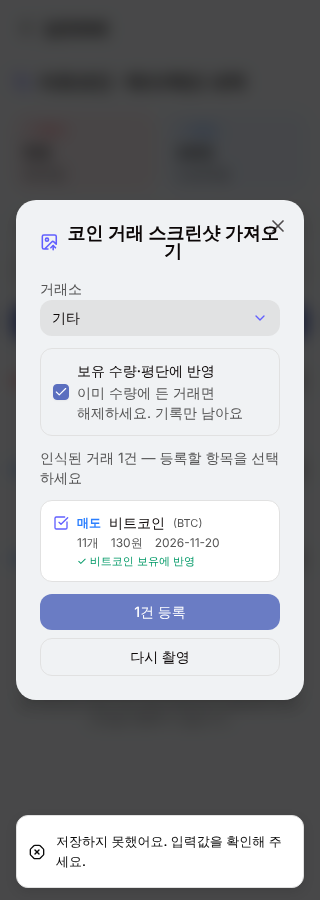 코인 거래 스크린샷 가져오
기
거래소
기타
보유 수량·평단에 반영
이미 수량에 든 거래면
해제하세요. 기록만 남아요
인식된 거래 1건 — 등록할 항목을 선택
하세요
매도 비트코인 (BTC)
11개 130원 2026-11-20
✓ 비트코인 보유에 반영
1건 등록
다시 촬영
저장하지 못했어요. 입력값을 확인해 주
세요.